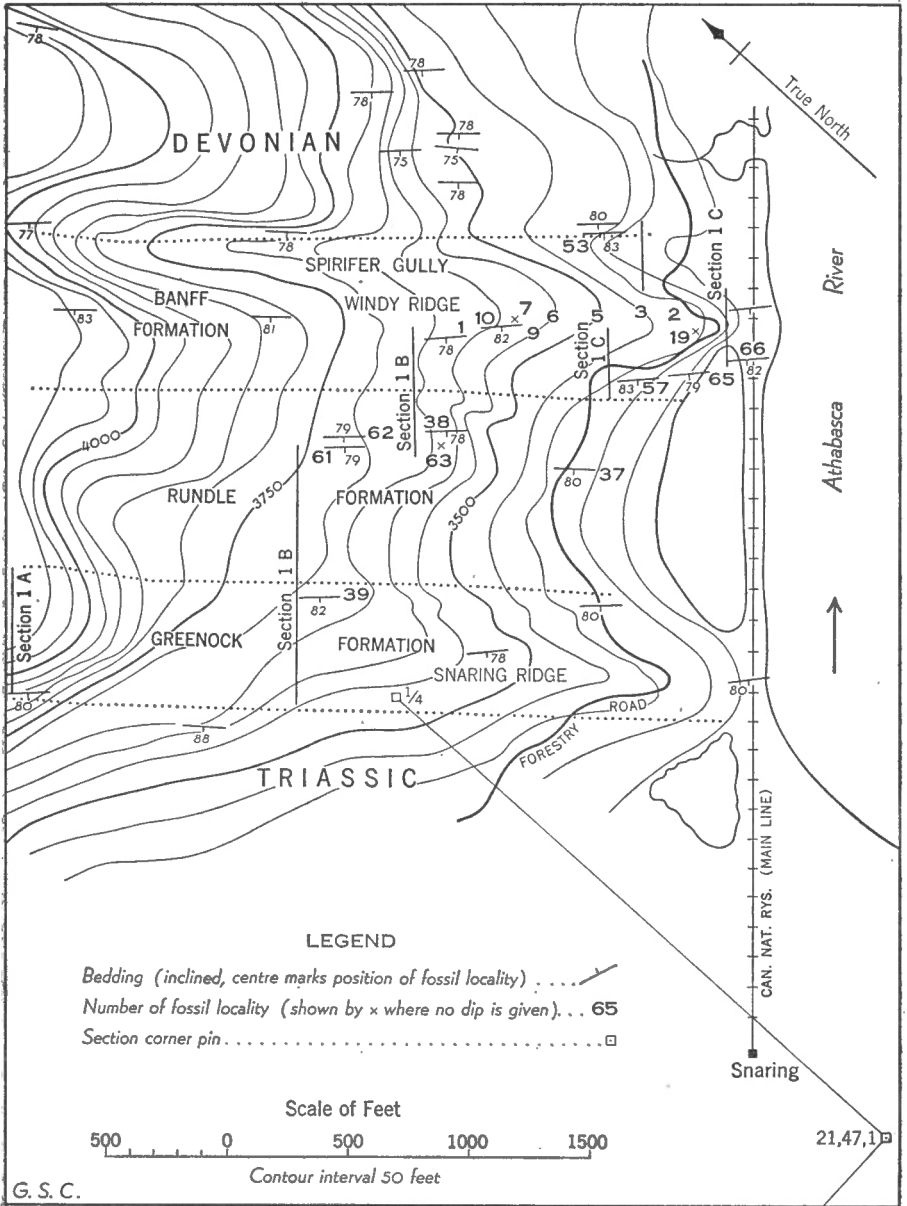 78
78
78
True North
DEVONIAN
78
75
75
78
77
78
80
53 83
SPIRIFER GULLY
Section 1 C
River
BANFF
WINDY RIDGE
FORMATION
83
81
1
78
10 7
82 9
6
5
3
2
19
Section 1 C
66
82
65
83 57
79
Section 1 B
4000
79 62
61 79
38
78
63
80 37
Athabasca
RUNDLE
3750
FORMATION
3500
Section 1 A
Section 1 B
39
82
80
GREENOCK
FORMATION
78
SNARING RIDGE
80
1/4
ROAD
80
88
FORESTRY
TRIASSIC
CAN. NAT. RYS. (MAIN LINE)
LEGEND
Bedding (inclined, centre marks position of fossil locality) ....
Number of fossil locality (shown by × where no dip is given)... 65
Section corner pin
Snaring
Scale of Feet
500 0 500 1000 1500
Contour interval 50 feet
21,47,1
G. S. C.